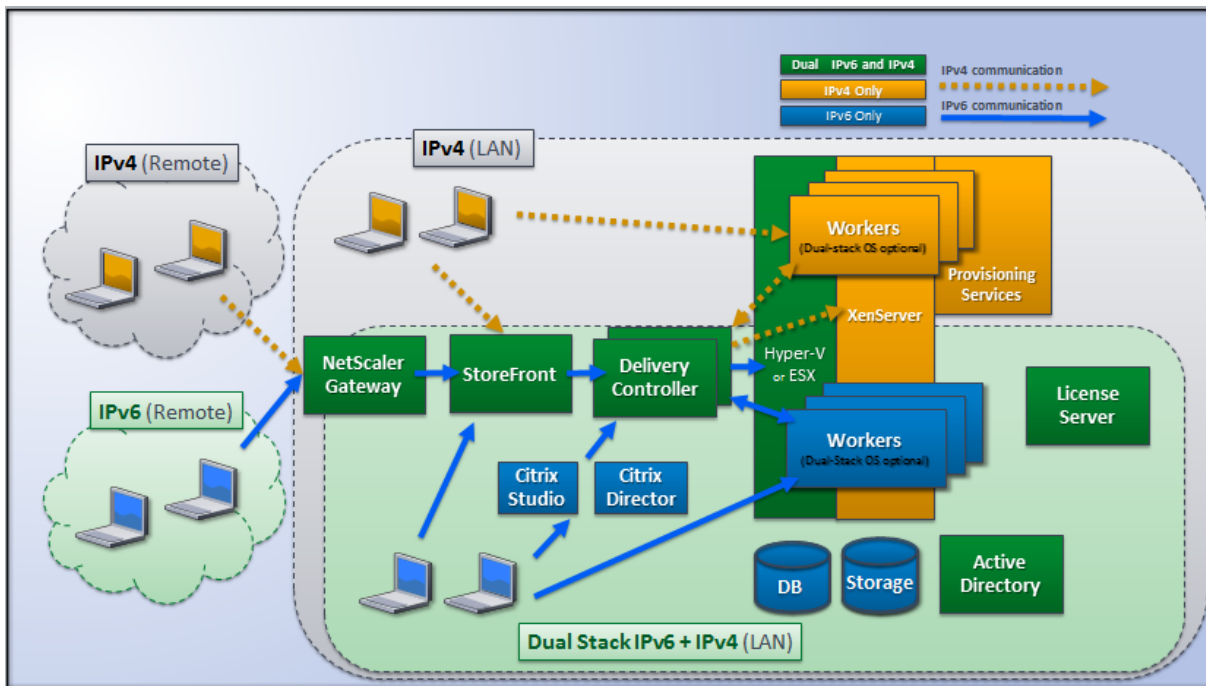 Dual IPv6 and IPv4
IPv4 Only
IPv6 Only
IPv4 communication
IPv6 communication
IPv4 (Remote)
IPv4 (LAN)
Workers
(Dual-stack OS optional)
Provisioning
Services
XenServer
Hyper-V
or ESX
NetScaler
Gateway
StoreFront
Delivery
Controller
IPv6 (Remote)
Workers
(Dual-Stack OS optional)
License
Server
Citrix
Studio
Citrix
Director
DB
Storage
Active
Directory
Dual Stack IPv6 + IPv4 (LAN)